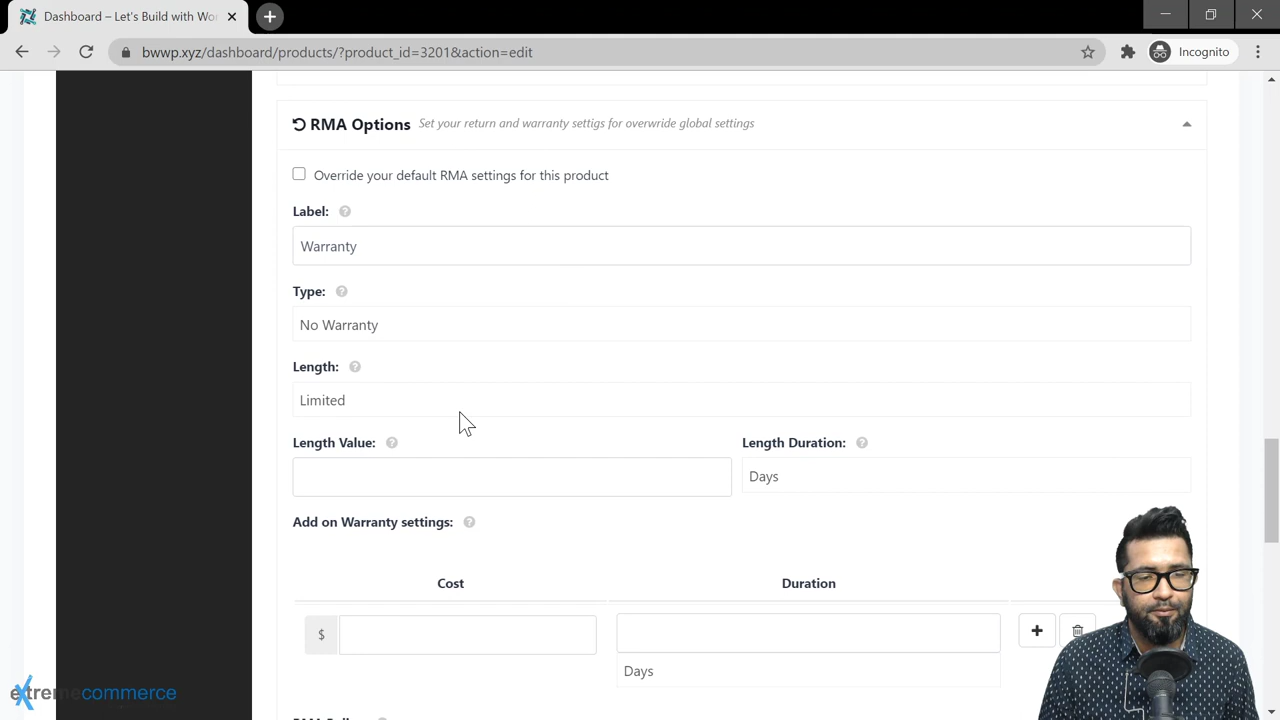 Dashboard – Let's Build with Wor
bwwp.xyz/dashboard/products/?product_id=3201&action=edit
Incognito
RMA Options Set your return and warranty settigs for overwride global settings
Override your default RMA settings for this product
Label: ?
Warranty
Type: ?
No Warranty
Length: ?
Limited
Length Value: ? Length Duration: ?
Days
Add on Warranty settings: ?
Cost Duration
$
Days
extremecommerce